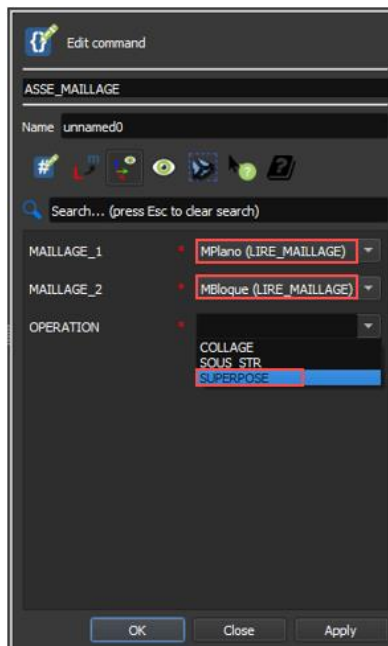 Edit command
ASSE_MAILLAGE
Name unnamed0
Search... (press Esc to clear search)
MAILLAGE_1 * MPlano (LIRE_MAILLAGE)
MAILLAGE_2 * MBloque (LIRE_MAILLAGE)
OPERATION *
COLLAGE
SOUS_STR
SUPERPOSE
OK Close Apply